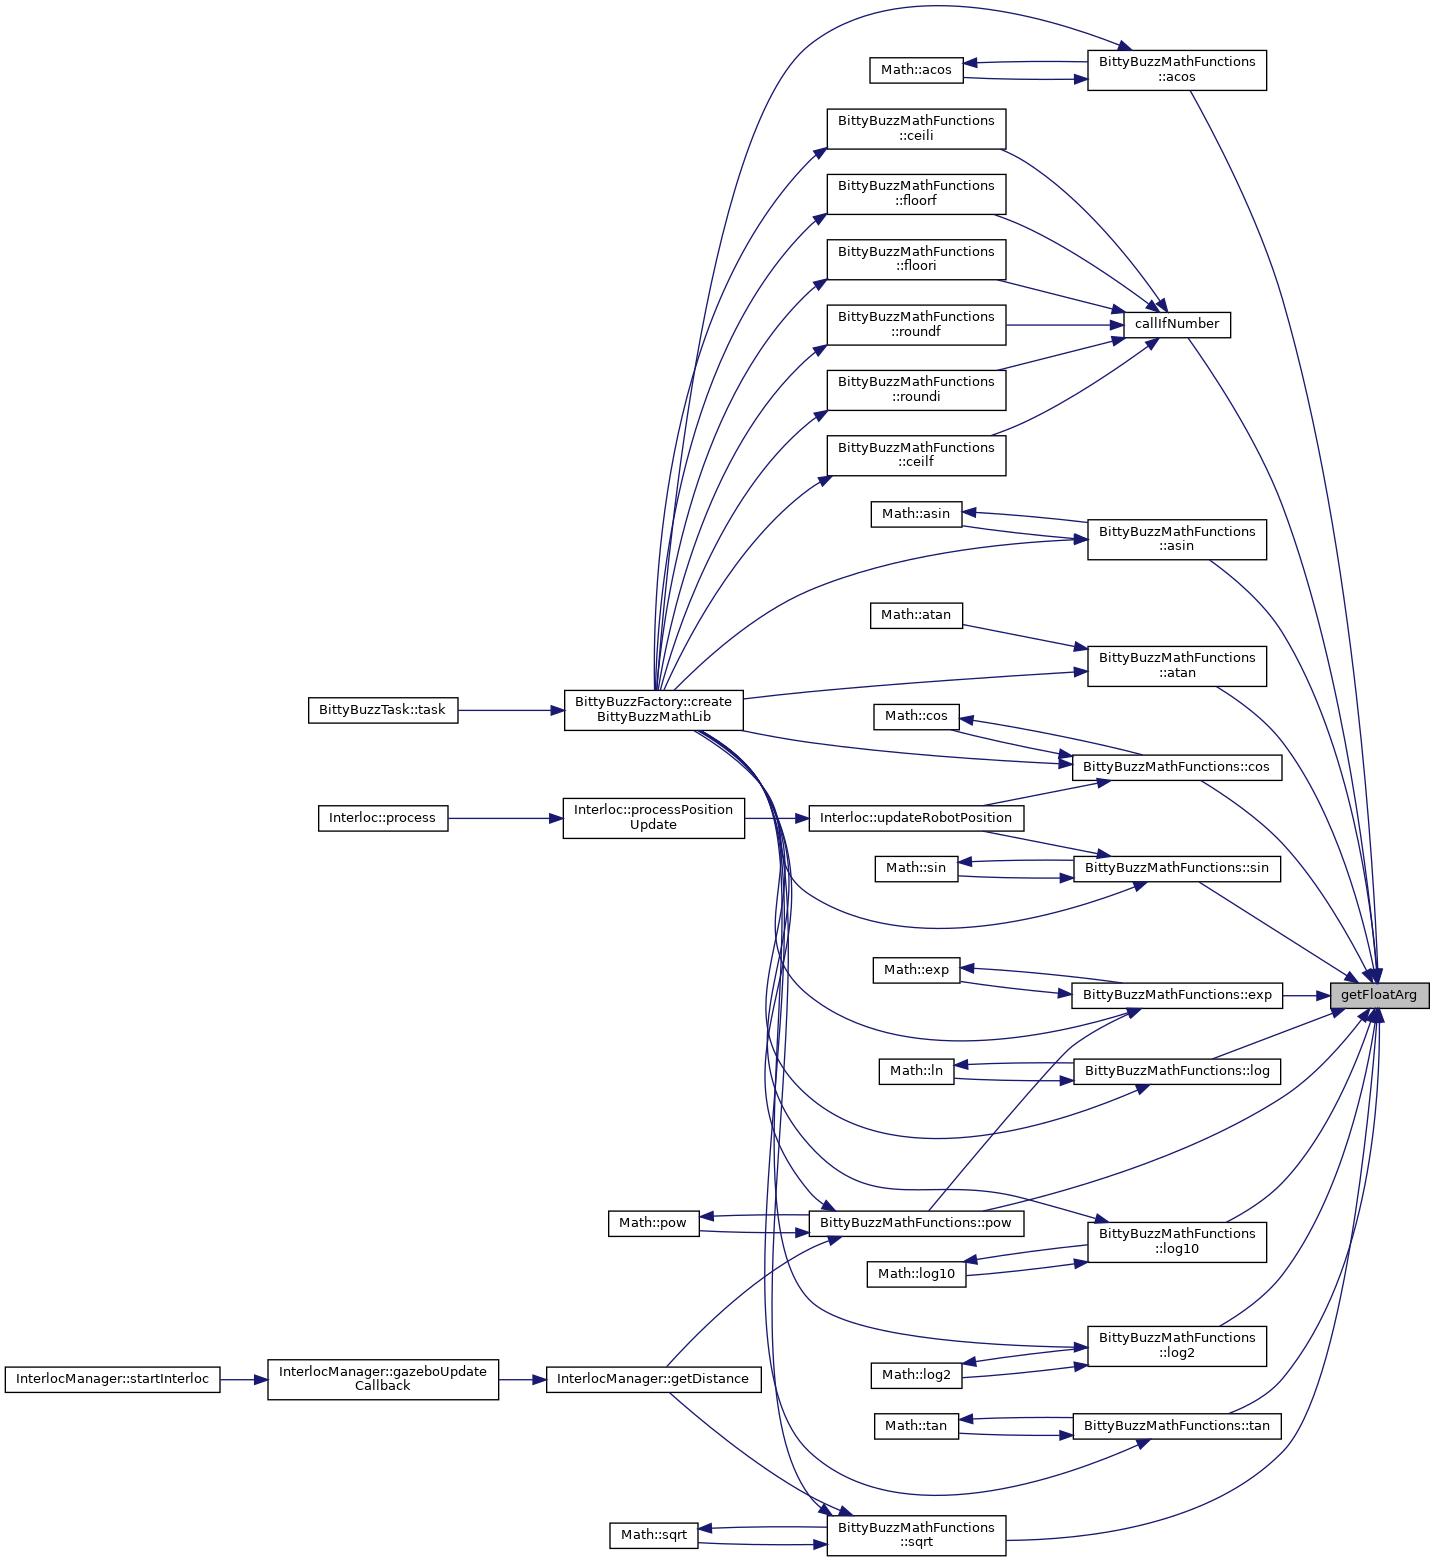 BittyBuzzMathFunctions
::acos
Math::acos
BittyBuzzMathFunctions
::ceili
BittyBuzzMathFunctions
::floorf
BittyBuzzMathFunctions
::floori
BittyBuzzMathFunctions
::roundf
callIfNumber
BittyBuzzMathFunctions
::roundi
BittyBuzzMathFunctions
::ceilf
Math::asin
BittyBuzzMathFunctions
::asin
Math::atan
BittyBuzzMathFunctions
::atan
BittyBuzzTask::task
BittyBuzzFactory::create
BittyBuzzMathLib
Math::cos
BittyBuzzMathFunctions::cos
Interloc::process
Interloc::processPosition
Update
Interloc::updateRobotPosition
Math::sin
BittyBuzzMathFunctions::sin
Math::exp
BittyBuzzMathFunctions::exp
getFloatArg
Math::ln
BittyBuzzMathFunctions::log
Math::pow
BittyBuzzMathFunctions::pow
BittyBuzzMathFunctions
::log10
Math::log10
BittyBuzzMathFunctions
::log2
Math::log2
InterlocManager::startInterloc
InterlocManager::gazeboUpdate
Callback
InterlocManager::getDistance
Math::tan
BittyBuzzMathFunctions::tan
Math::sqrt
BittyBuzzMathFunctions
::sqrt